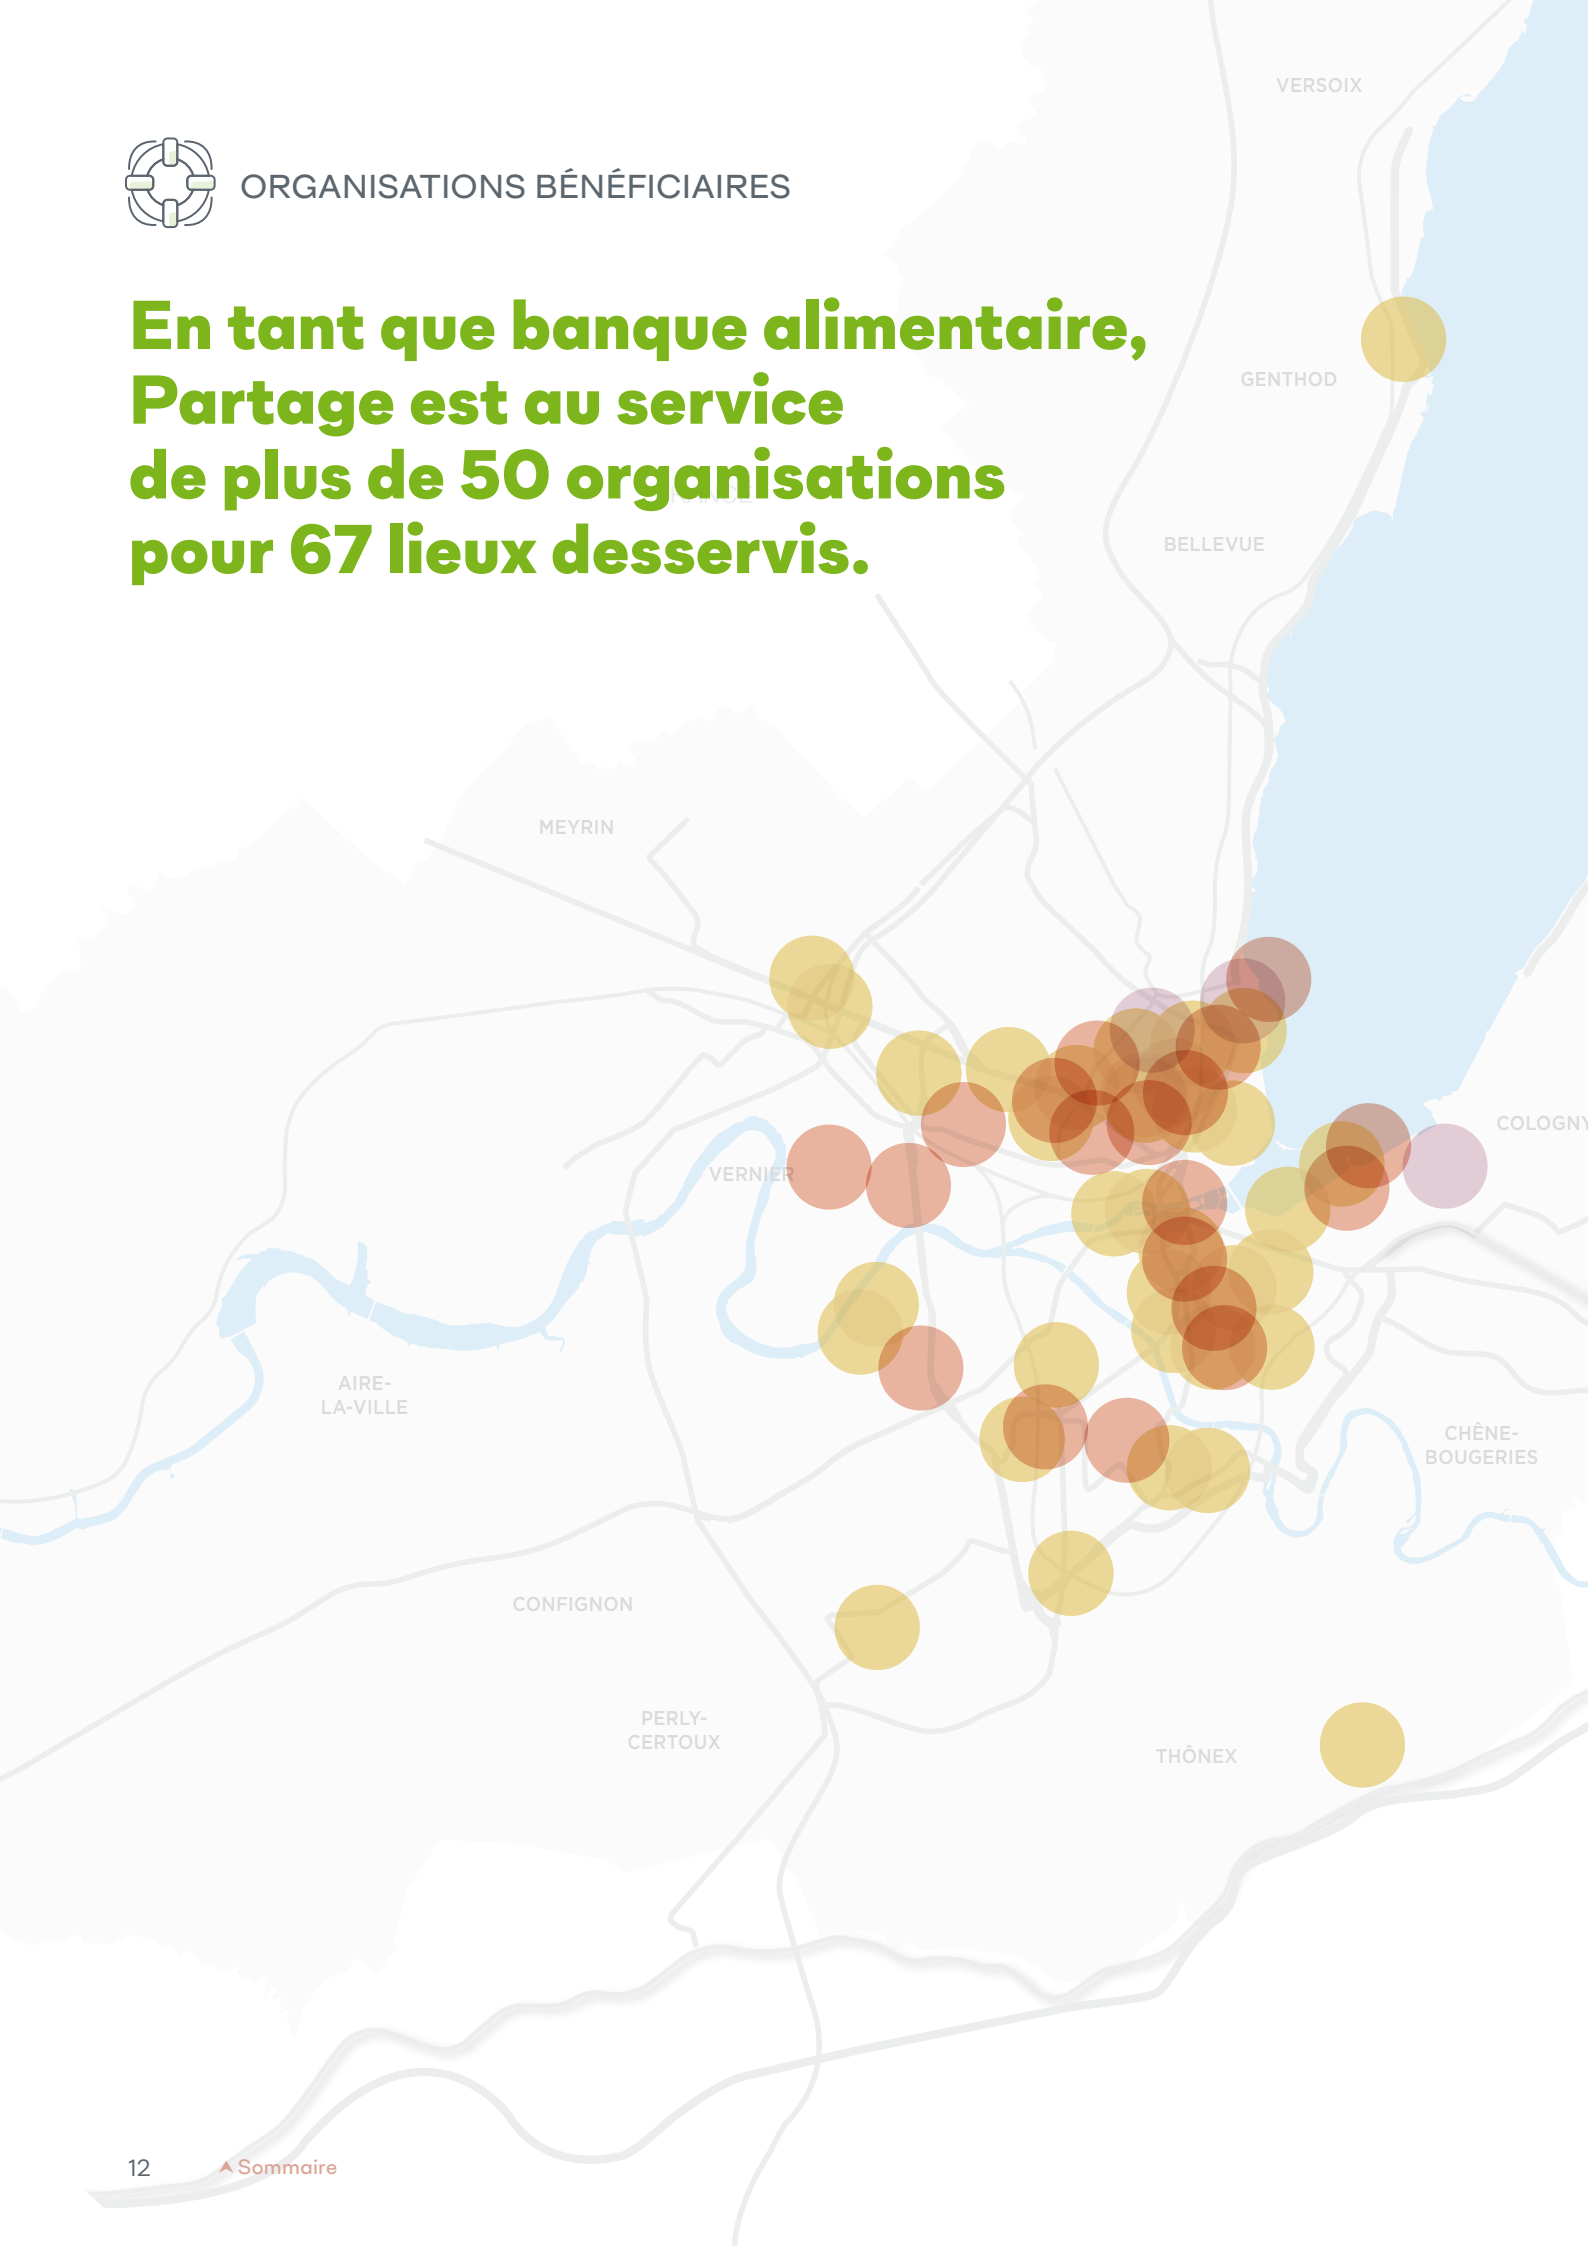 VERSOIX
ORGANISATIONS BÉNÉFICIAIRES
En tant que banque alimentaire,
Partage est au service
de plus de 50 organisations
pour 67 lieux desservis.
GENTHOD
BELLEVUE
MEYRIN
COLOGNY
VERNIER
AIRE-
LA-VILLE
CHÊNE-
BOUGERIES
CONFIGNON
PERLY-
CERTOUX
THÔNEX
12
Sommaire